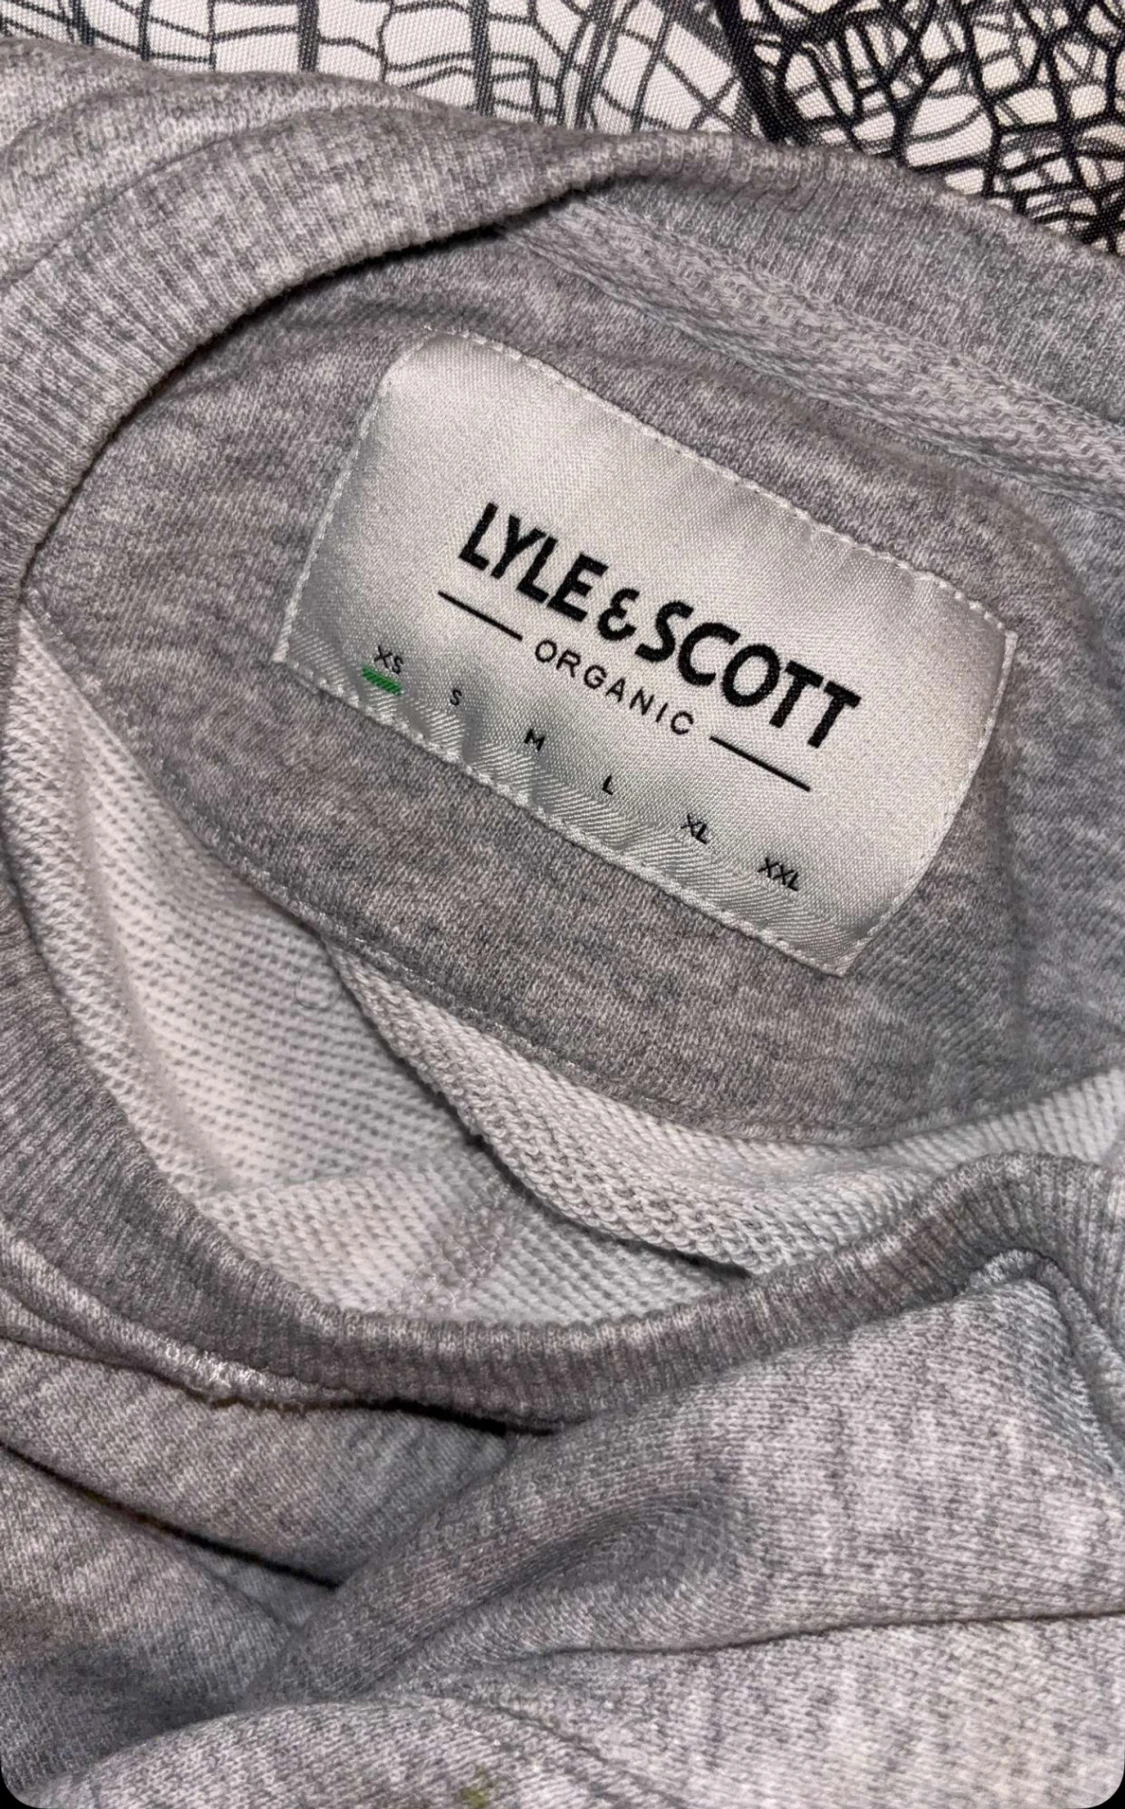 LYLE & SCOTT
ORGANIC
XS S M L XL XXL